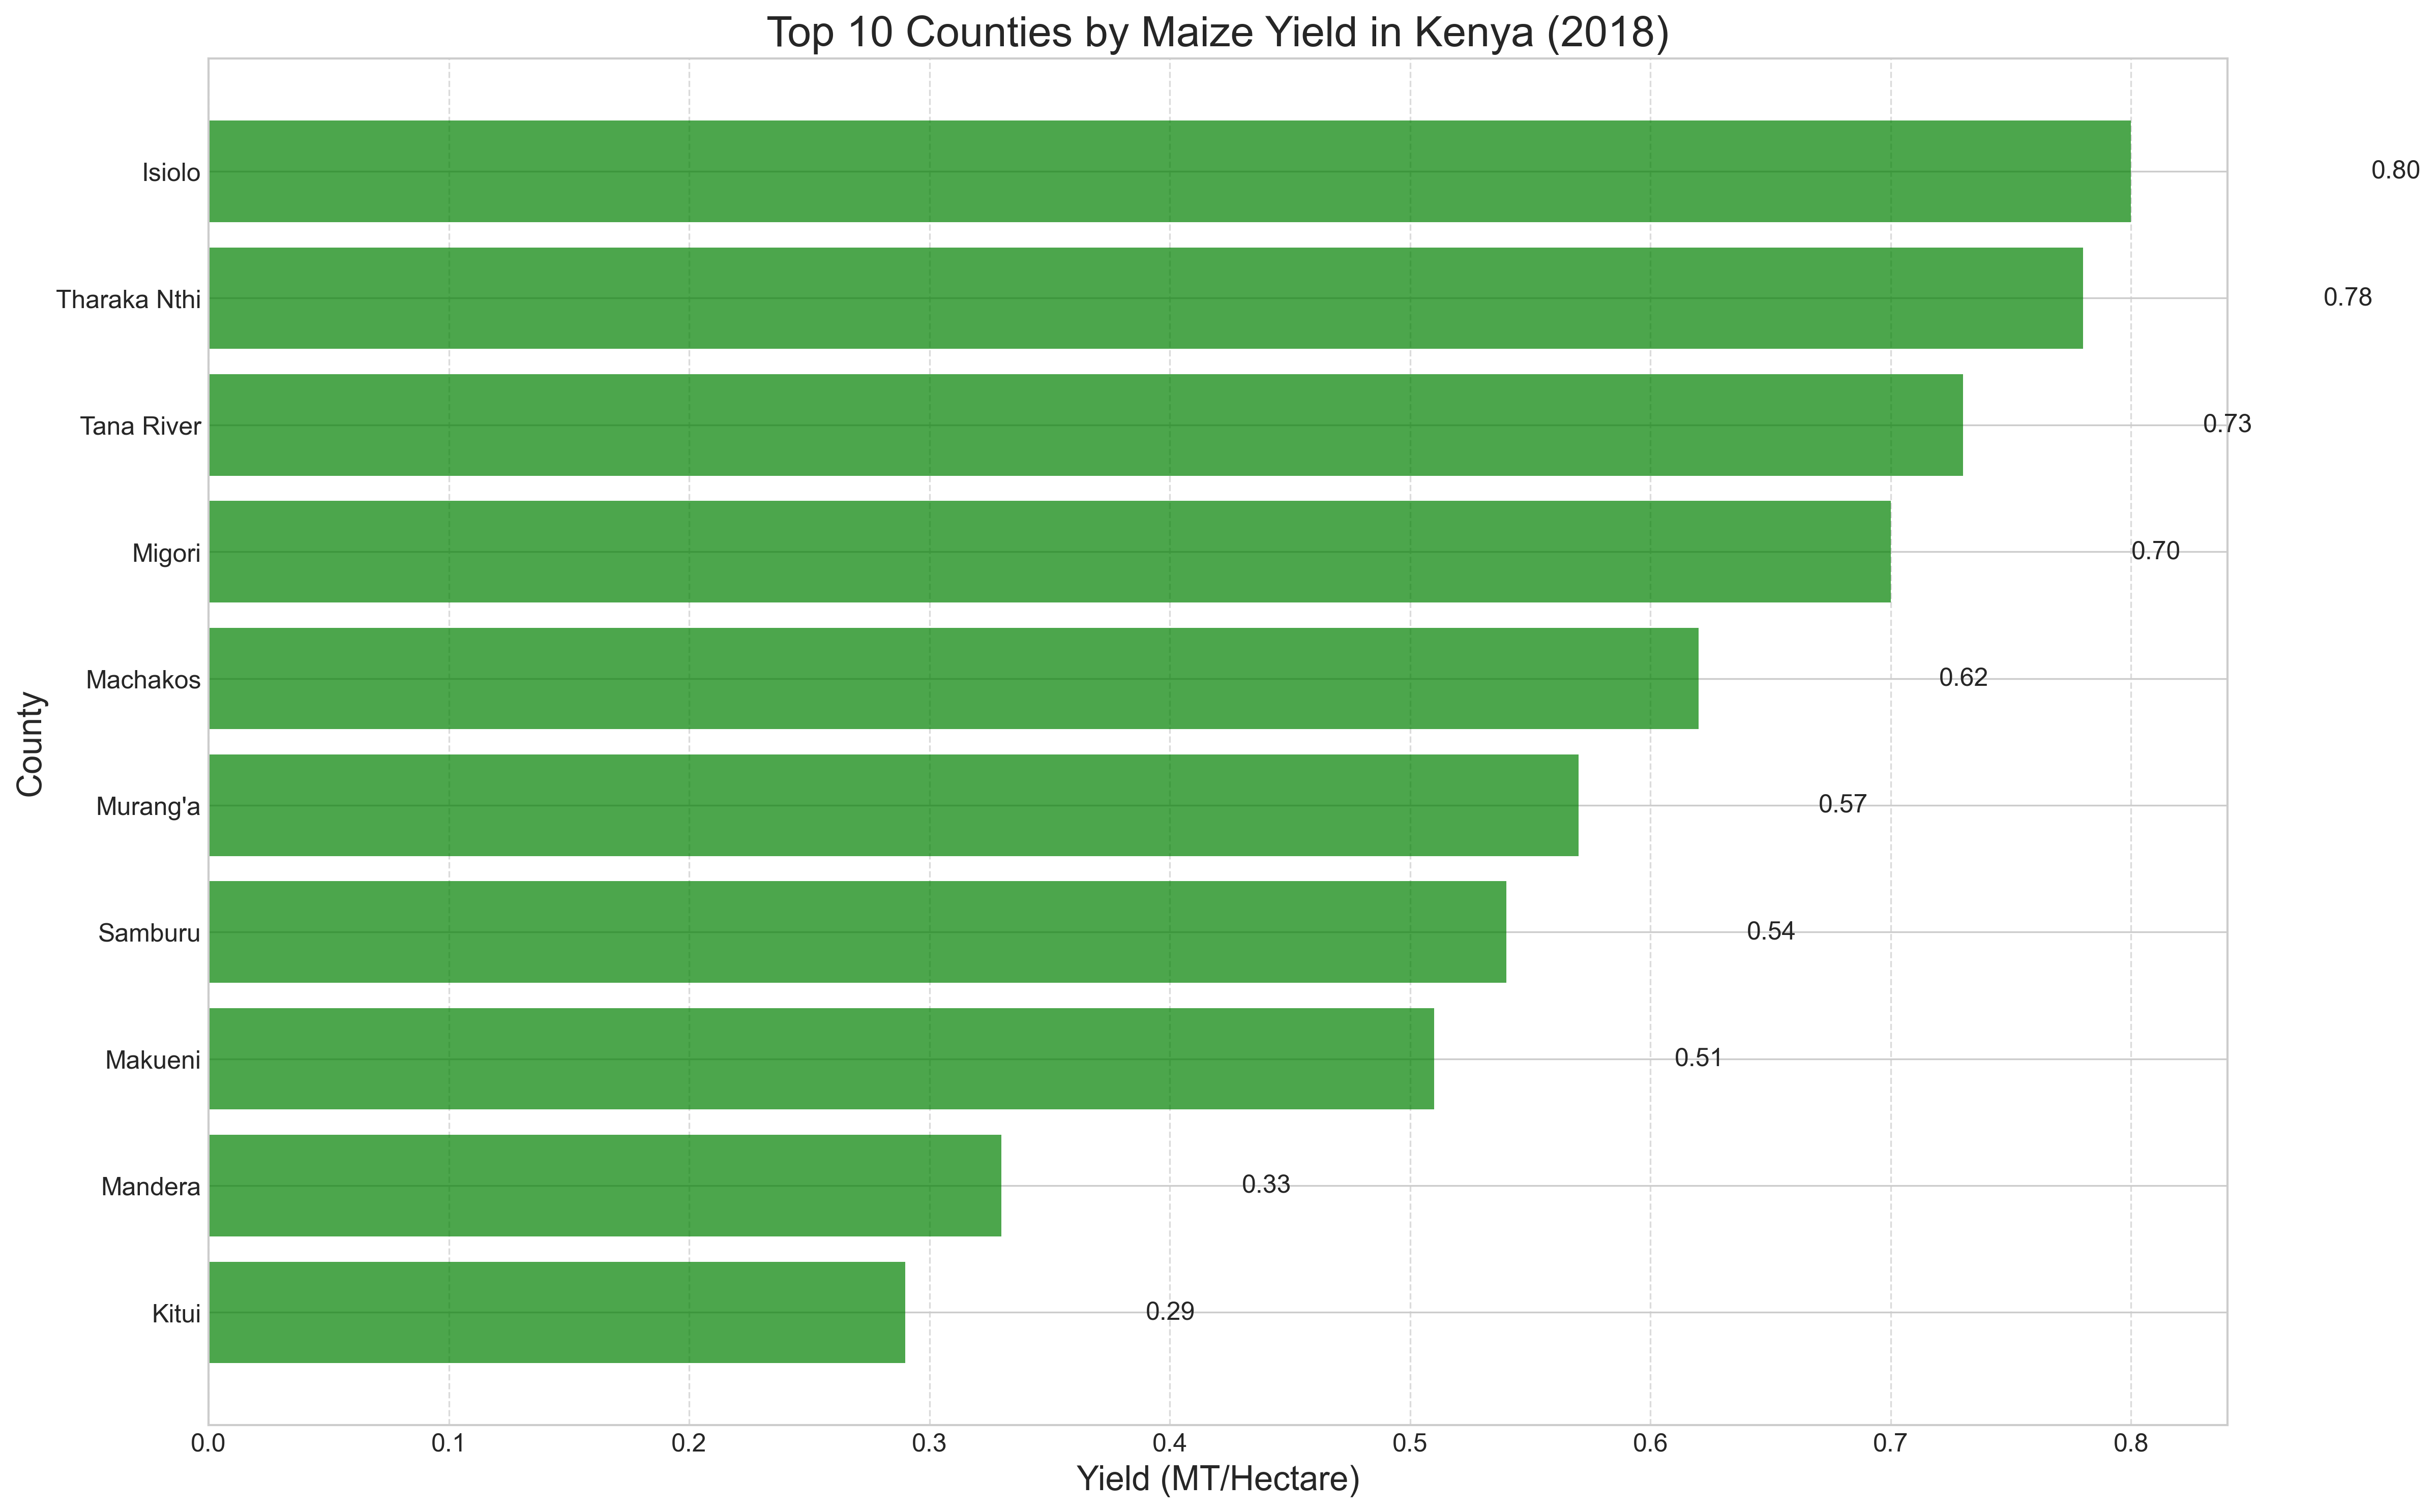 Top 10 Counties by Maize Yield in Kenya (2018)
Isiolo 0.80
Tharaka Nthi 0.78
Tana River 0.73
Migori 0.70
Machakos 0.62
Murang'a 0.57
Samburu 0.54
Makueni 0.51
Mandera 0.33
Kitui 0.29
County
0.0 0.1 0.2 0.3 0.4 0.5 0.6 0.7 0.8
Yield (MT/Hectare)